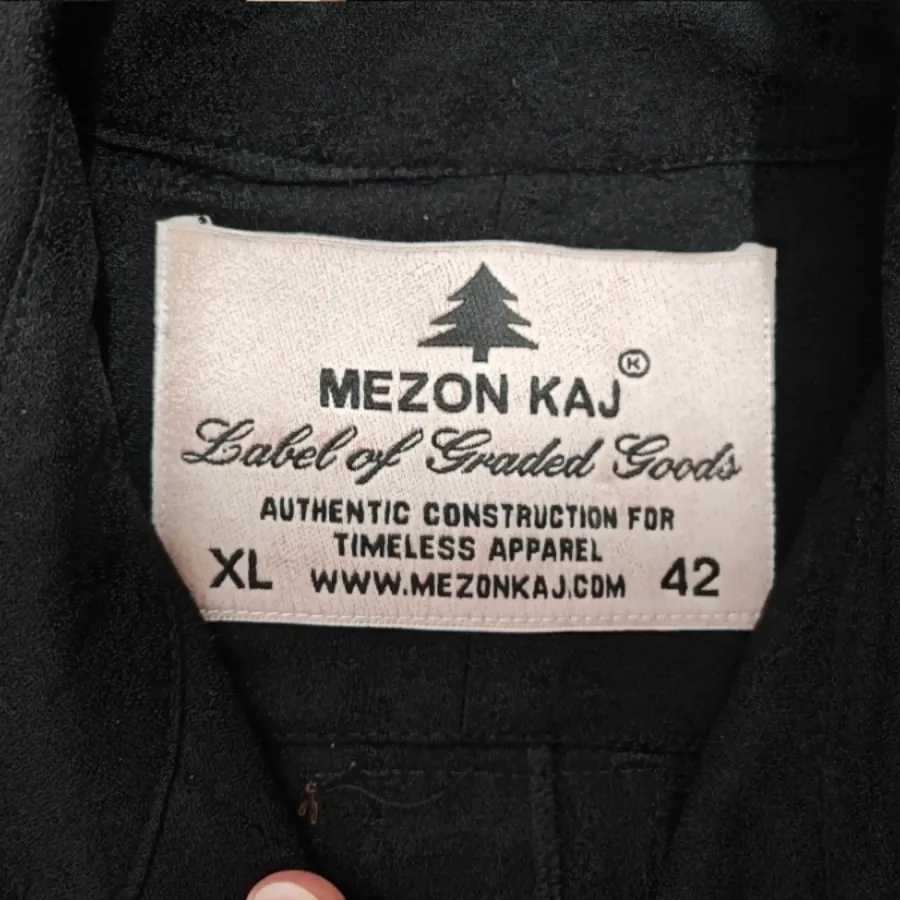 MEZON KAJ ®
Label of Graded Goods
AUTHENTIC CONSTRUCTION FOR
TIMELESS APPAREL
XL WWW.MEZONKAJ.COM 42